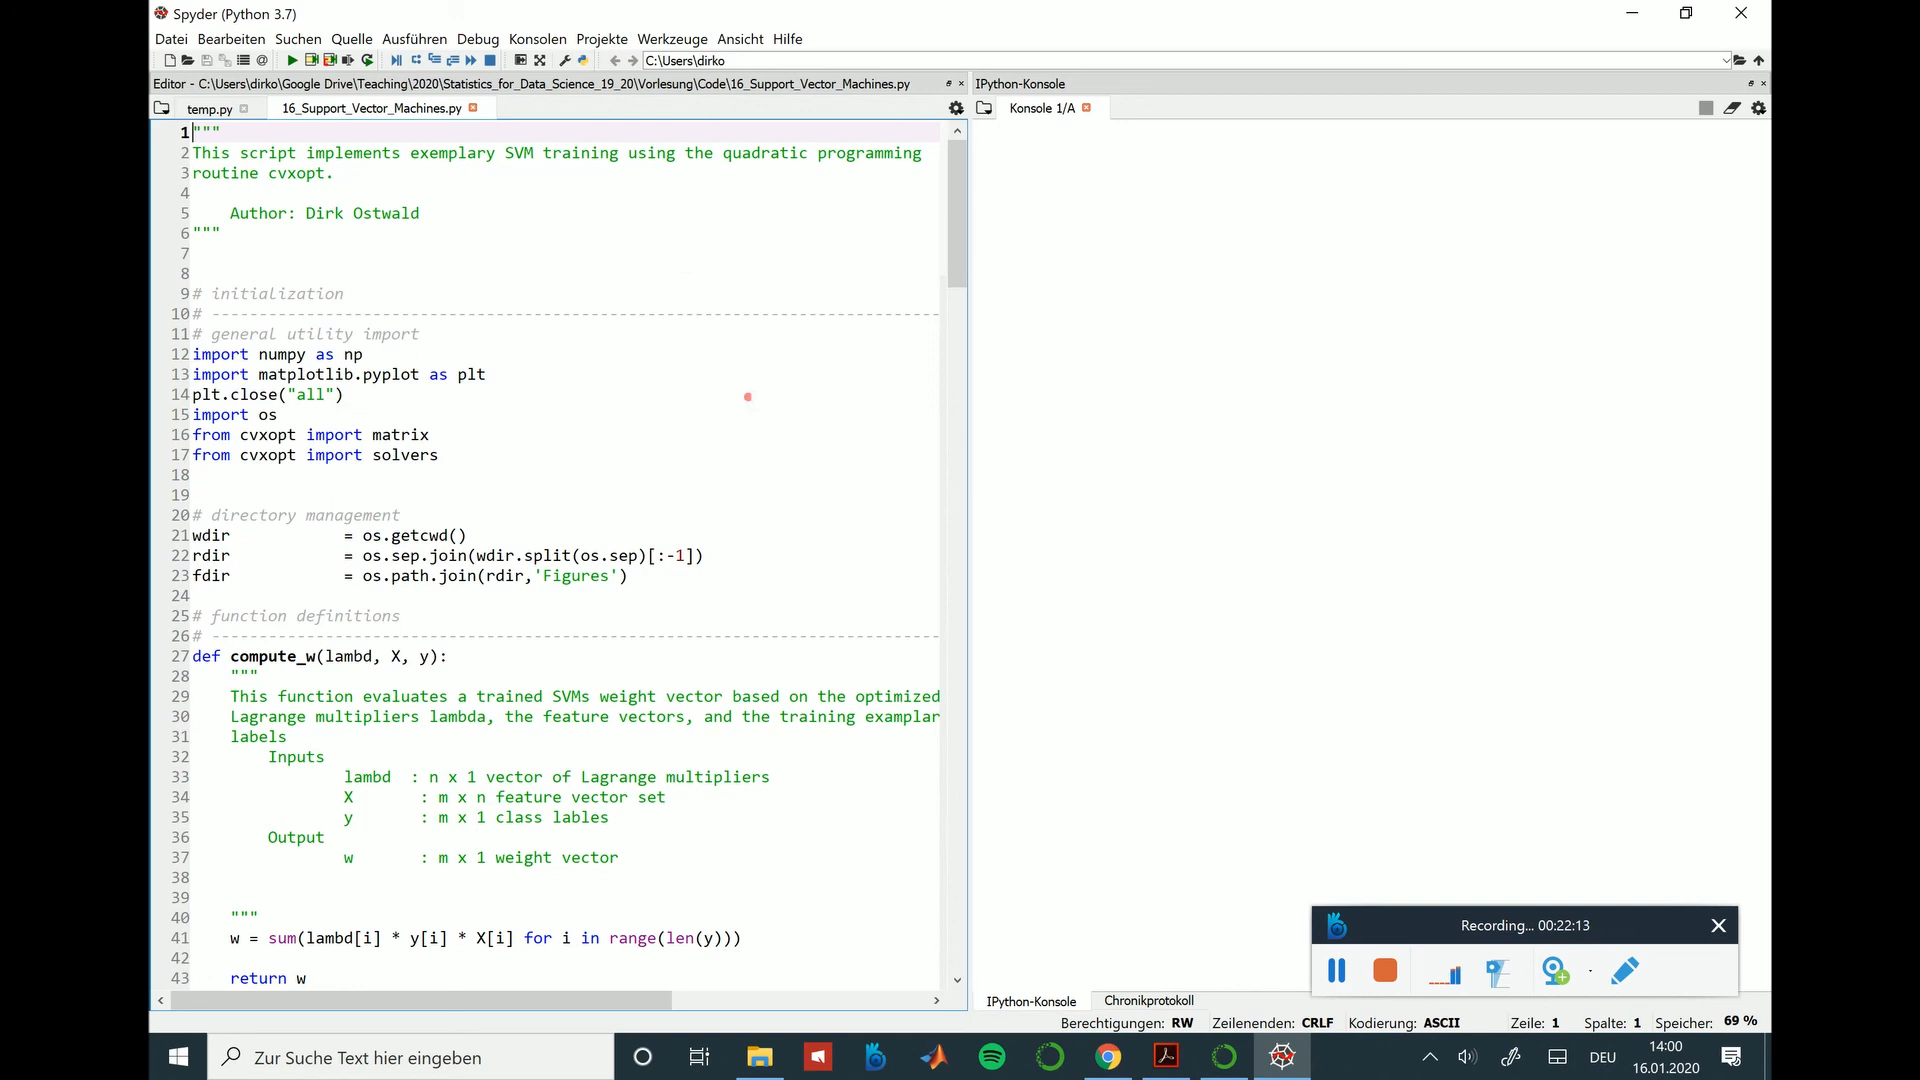 Spyder (Python 3.7)
Datei Bearbeiten Suchen Quelle Ausführen Debug Konsolen Projekte Werkzeuge Ansicht Hilfe
C:\Users\dirko
Editor - C:\Users\dirko\Google Drive\Teaching\2020\Statistics_for_Data_Science_19_20\Vorlesung\Code\16_Support_Vector_Machines.py
IPython-Konsole
temp.py 16_Support_Vector_Machines.py
Konsole 1/A
1 """
2 This script implements exemplary SVM training using the quadratic programming
3 routine cvxopt.
4
5     Author: Dirk Ostwald
6 """
7
8
9 # initialization
10 # -----------------------------------------------------------------------------
11 # general utility import
12 import numpy as np
13 import matplotlib.pyplot as plt
14 plt.close("all")
15 import os
16 from cvxopt import matrix
17 from cvxopt import solvers
18
19
20 # directory management
21 wdir            = os.getcwd()
22 rdir            = os.sep.join(wdir.split(os.sep)[:-1])
23 fdir            = os.path.join(rdir,'Figures')
24
25 # function definitions
26 # -----------------------------------------------------------------------------
27 def compute_w(lambd, X, y):
28     """
29     This function evaluates a trained SVMs weight vector based on the optimized
30     Lagrange multipliers lambda, the feature vectors, and the training examplar
31     labels
32         Inputs
33                 lambd  : n x 1 vector of Lagrange multipliers
34                 X       : m x n feature vector set
35                 y       : m x 1 class lables
36         Output
37                 w       : m x 1 weight vector
38
39
40     """
41     w = sum(lambd[i] * y[i] * X[i] for i in range(len(y)))
42
43     return w
Recording... 00:22:13
IPython-Konsole Chronikprotokoll
Berechtigungen: RW Zeilenenden: CRLF Kodierung: ASCII Zeile: 1 Spalte: 1 Speicher: 69 %
Zur Suche Text hier eingeben
DEU
14:00
16.01.2020